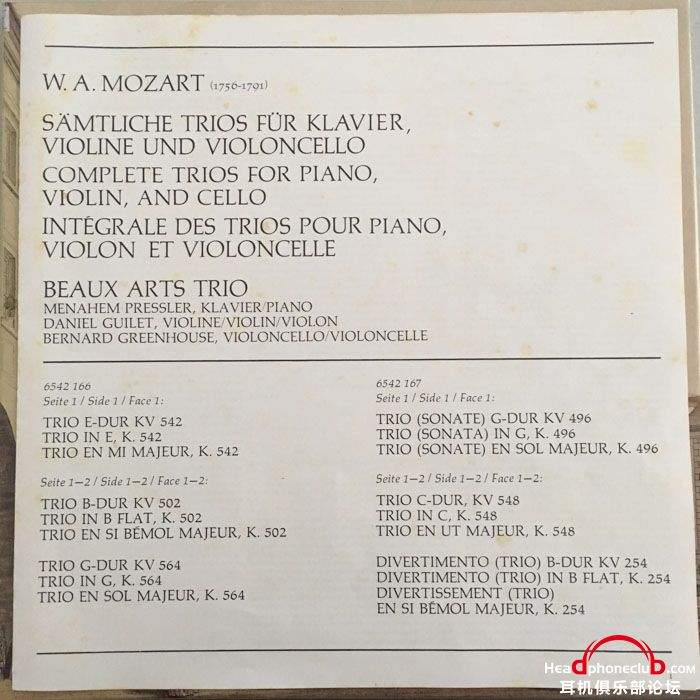 W. A. MOZART (1756-1791)
SÄMTLICHE TRIOS FÜR KLAVIER,
VIOLINE UND VIOLONCELLO
COMPLETE TRIOS FOR PIANO,
VIOLIN, AND CELLO
INTÉGRALE DES TRIOS POUR PIANO,
VIOLON ET VIOLONCELLE
BEAUX ARTS TRIO
MENAHEM PRESSLER, KLAVIER/PIANO
DANIEL GUILET, VIOLINE/VIOLIN/VIOLON
BERNARD GREENHOUSE, VIOLONCELLO/VIOLONCELLE
6542 166
Seite 1 / Side 1 / Face 1:
TRIO E-DUR KV 542
TRIO IN E, K. 542
TRIO EN MI MAJEUR, K. 542
Seite 1—2 / Side 1—2 / Face 1—2:
TRIO B-DUR KV 502
TRIO IN B FLAT, K. 502
TRIO EN SI BÉMOL MAJEUR, K. 502
TRIO G-DUR KV 564
TRIO IN G, K. 564
TRIO EN SOL MAJEUR, K. 564
6542 167
Seite 1 / Side 1 / Face 1:
TRIO (SONATE) G-DUR KV 496
TRIO (SONATA) IN G, K. 496
TRIO (SONATE) EN SOL MAJEUR, K. 496
Seite 1—2 / Side 1—2 / Face 1—2:
TRIO C-DUR, KV 548
TRIO IN C, K. 548
TRIO EN UT MAJEUR, K. 548
DIVERTIMENTO (TRIO) B-DUR KV 254
DIVERTIMENTO (TRIO) IN B FLAT, K. 254
DIVERTISSEMENT (TRIO)
EN SI BÉMOL MAJEUR, K. 254
Headphoneclub.com
耳机俱乐部论坛